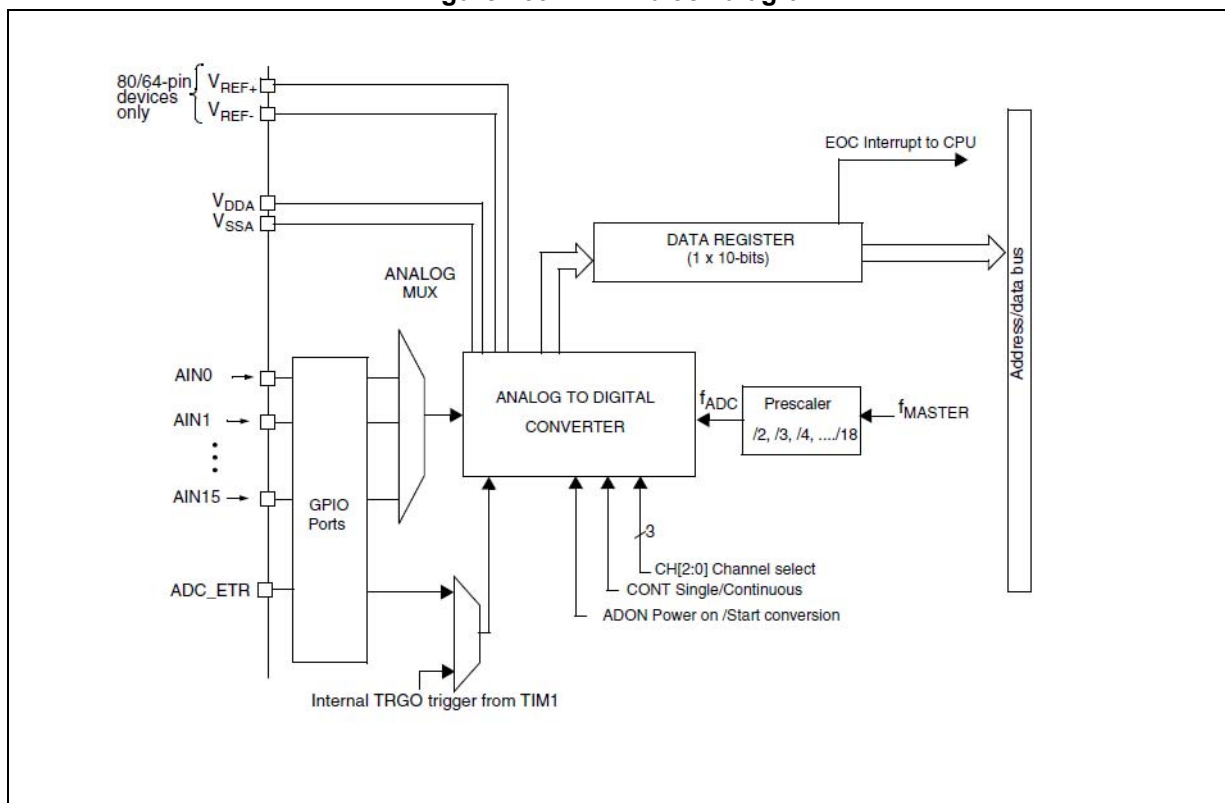 80/64-pin
devices
only
VREF+
VREF-
VDDA
VSSA
EOC Interrupt to CPU
DATA REGISTER
(1 x 10-bits)
Address/data bus
ANALOG
MUX
AIN0
AIN1
AIN15
ANALOG TO DIGITAL
CONVERTER
fADC
Prescaler
/2, /3, /4, ..../18
fMASTER
GPIO
Ports
3
CH[2:0] Channel select
CONT Single/Continuous
ADON Power on /Start conversion
ADC_ETR
Internal TRGO trigger from TIM1